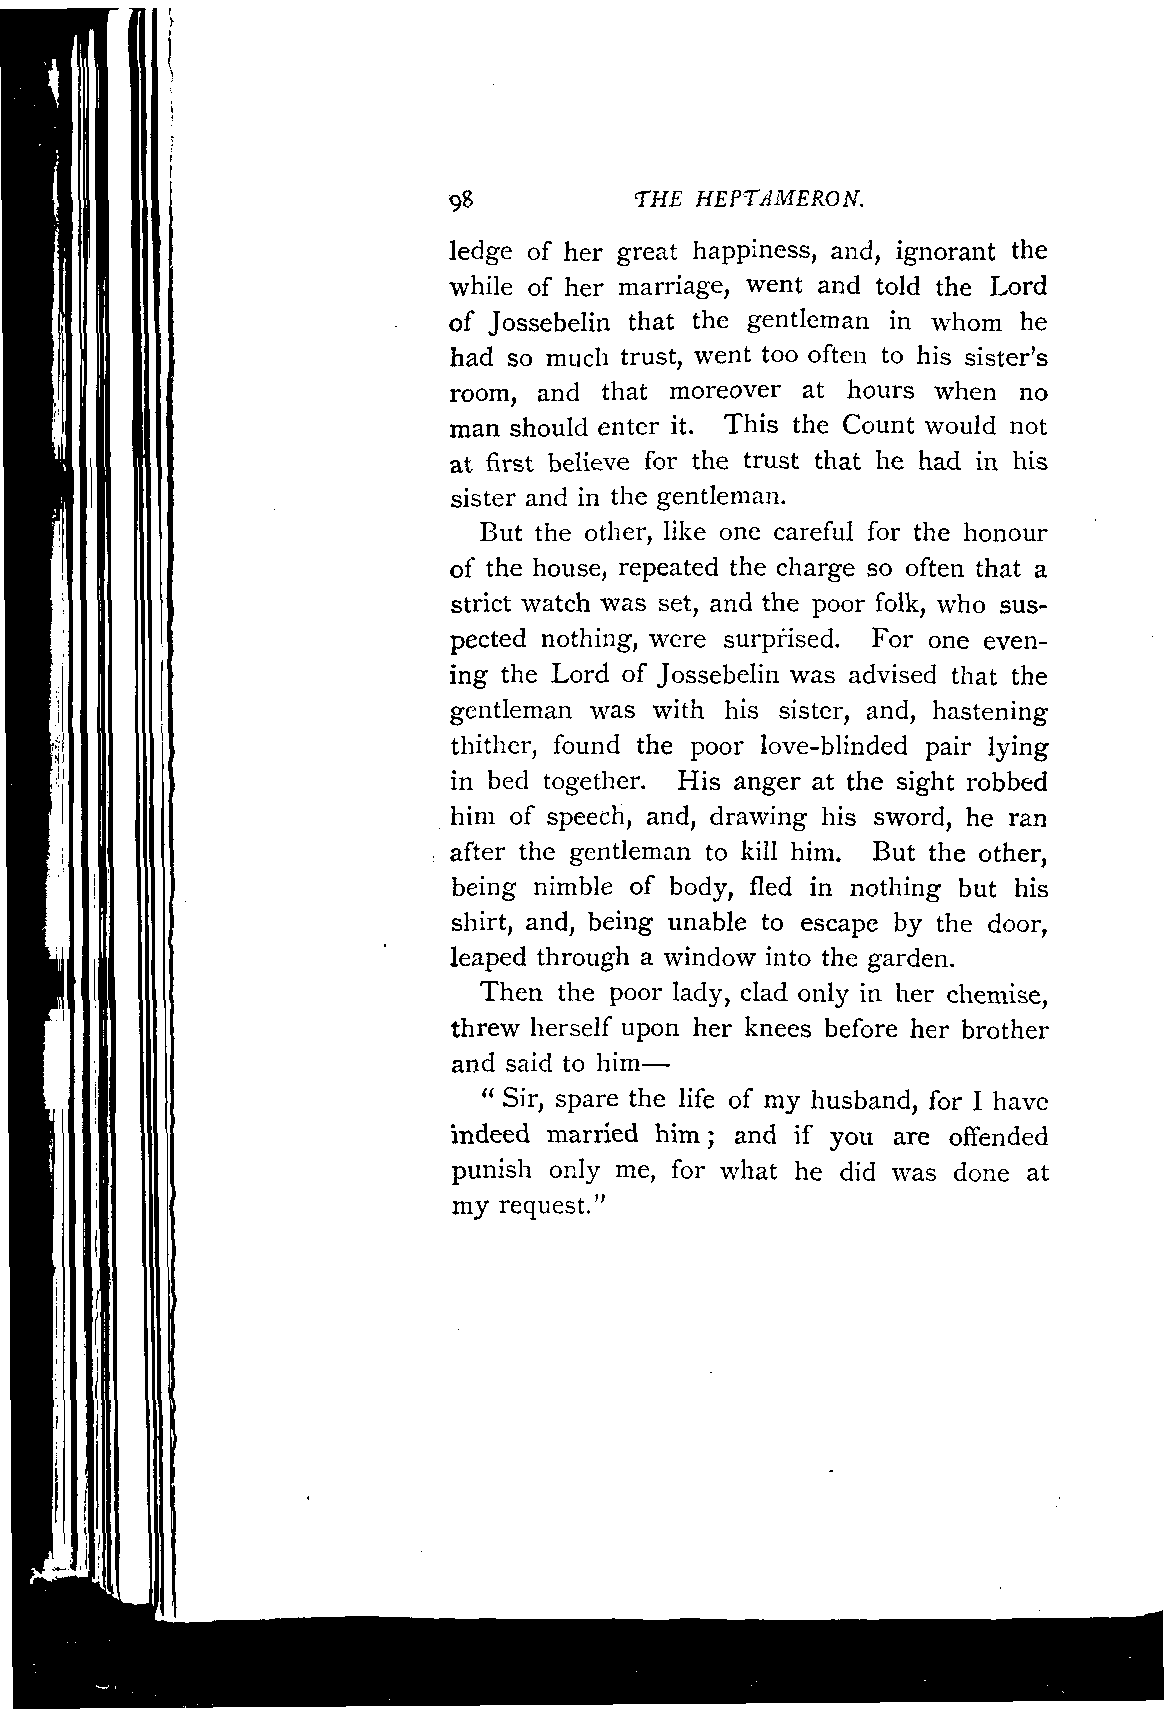 98 THE HEPTAMERON.
ledge of her great happiness, and, ignorant the
while of her marriage, went and told the Lord
of Jossebelin that the gentleman in whom he
had so much trust, went too often to his sister's
room, and that moreover at hours when no
man should enter it. This the Count would not
at first believe for the trust that he had in his
sister and in the gentleman.
But the other, like one careful for the honour
of the house, repeated the charge so often that a
strict watch was set, and the poor folk, who sus-
pected nothing, were surprised. For one even-
ing the Lord of Jossebelin was advised that the
gentleman was with his sister, and, hastening
thither, found the poor love-blinded pair lying
in bed together. His anger at the sight robbed
him of speech, and, drawing his sword, he ran
after the gentleman to kill him. But the other,
being nimble of body, fled in nothing but his
shirt, and, being unable to escape by the door,
leaped through a window into the garden.
Then the poor lady, clad only in her chemise,
threw herself upon her knees before her brother
and said to him—
“ Sir, spare the life of my husband, for I have
indeed married him ; and if you are offended
punish only me, for what he did was done at
my request.”